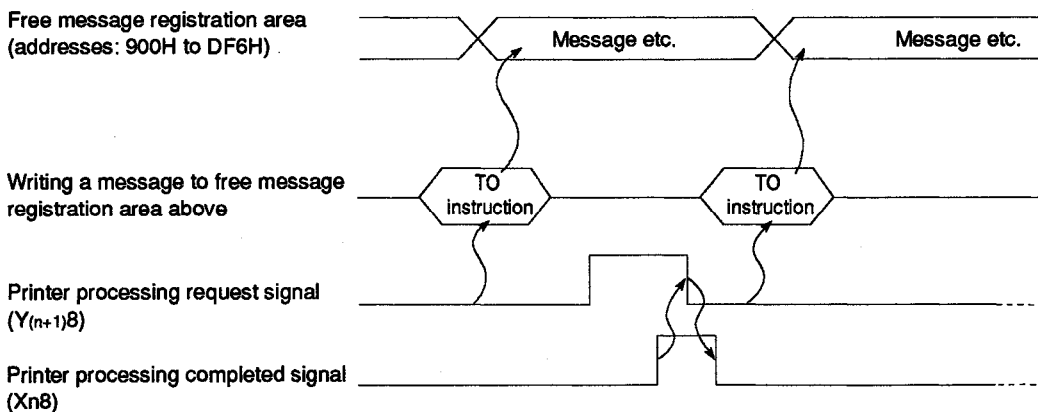 Free message registration area
(addresses: 900H to DF6H)
Message etc.
Message etc.
Writing a message to free message
registration area above
TO
instruction
TO
instruction
Printer processing request signal
(Y(n+1)8)
Printer processing completed signal
(Xn8)